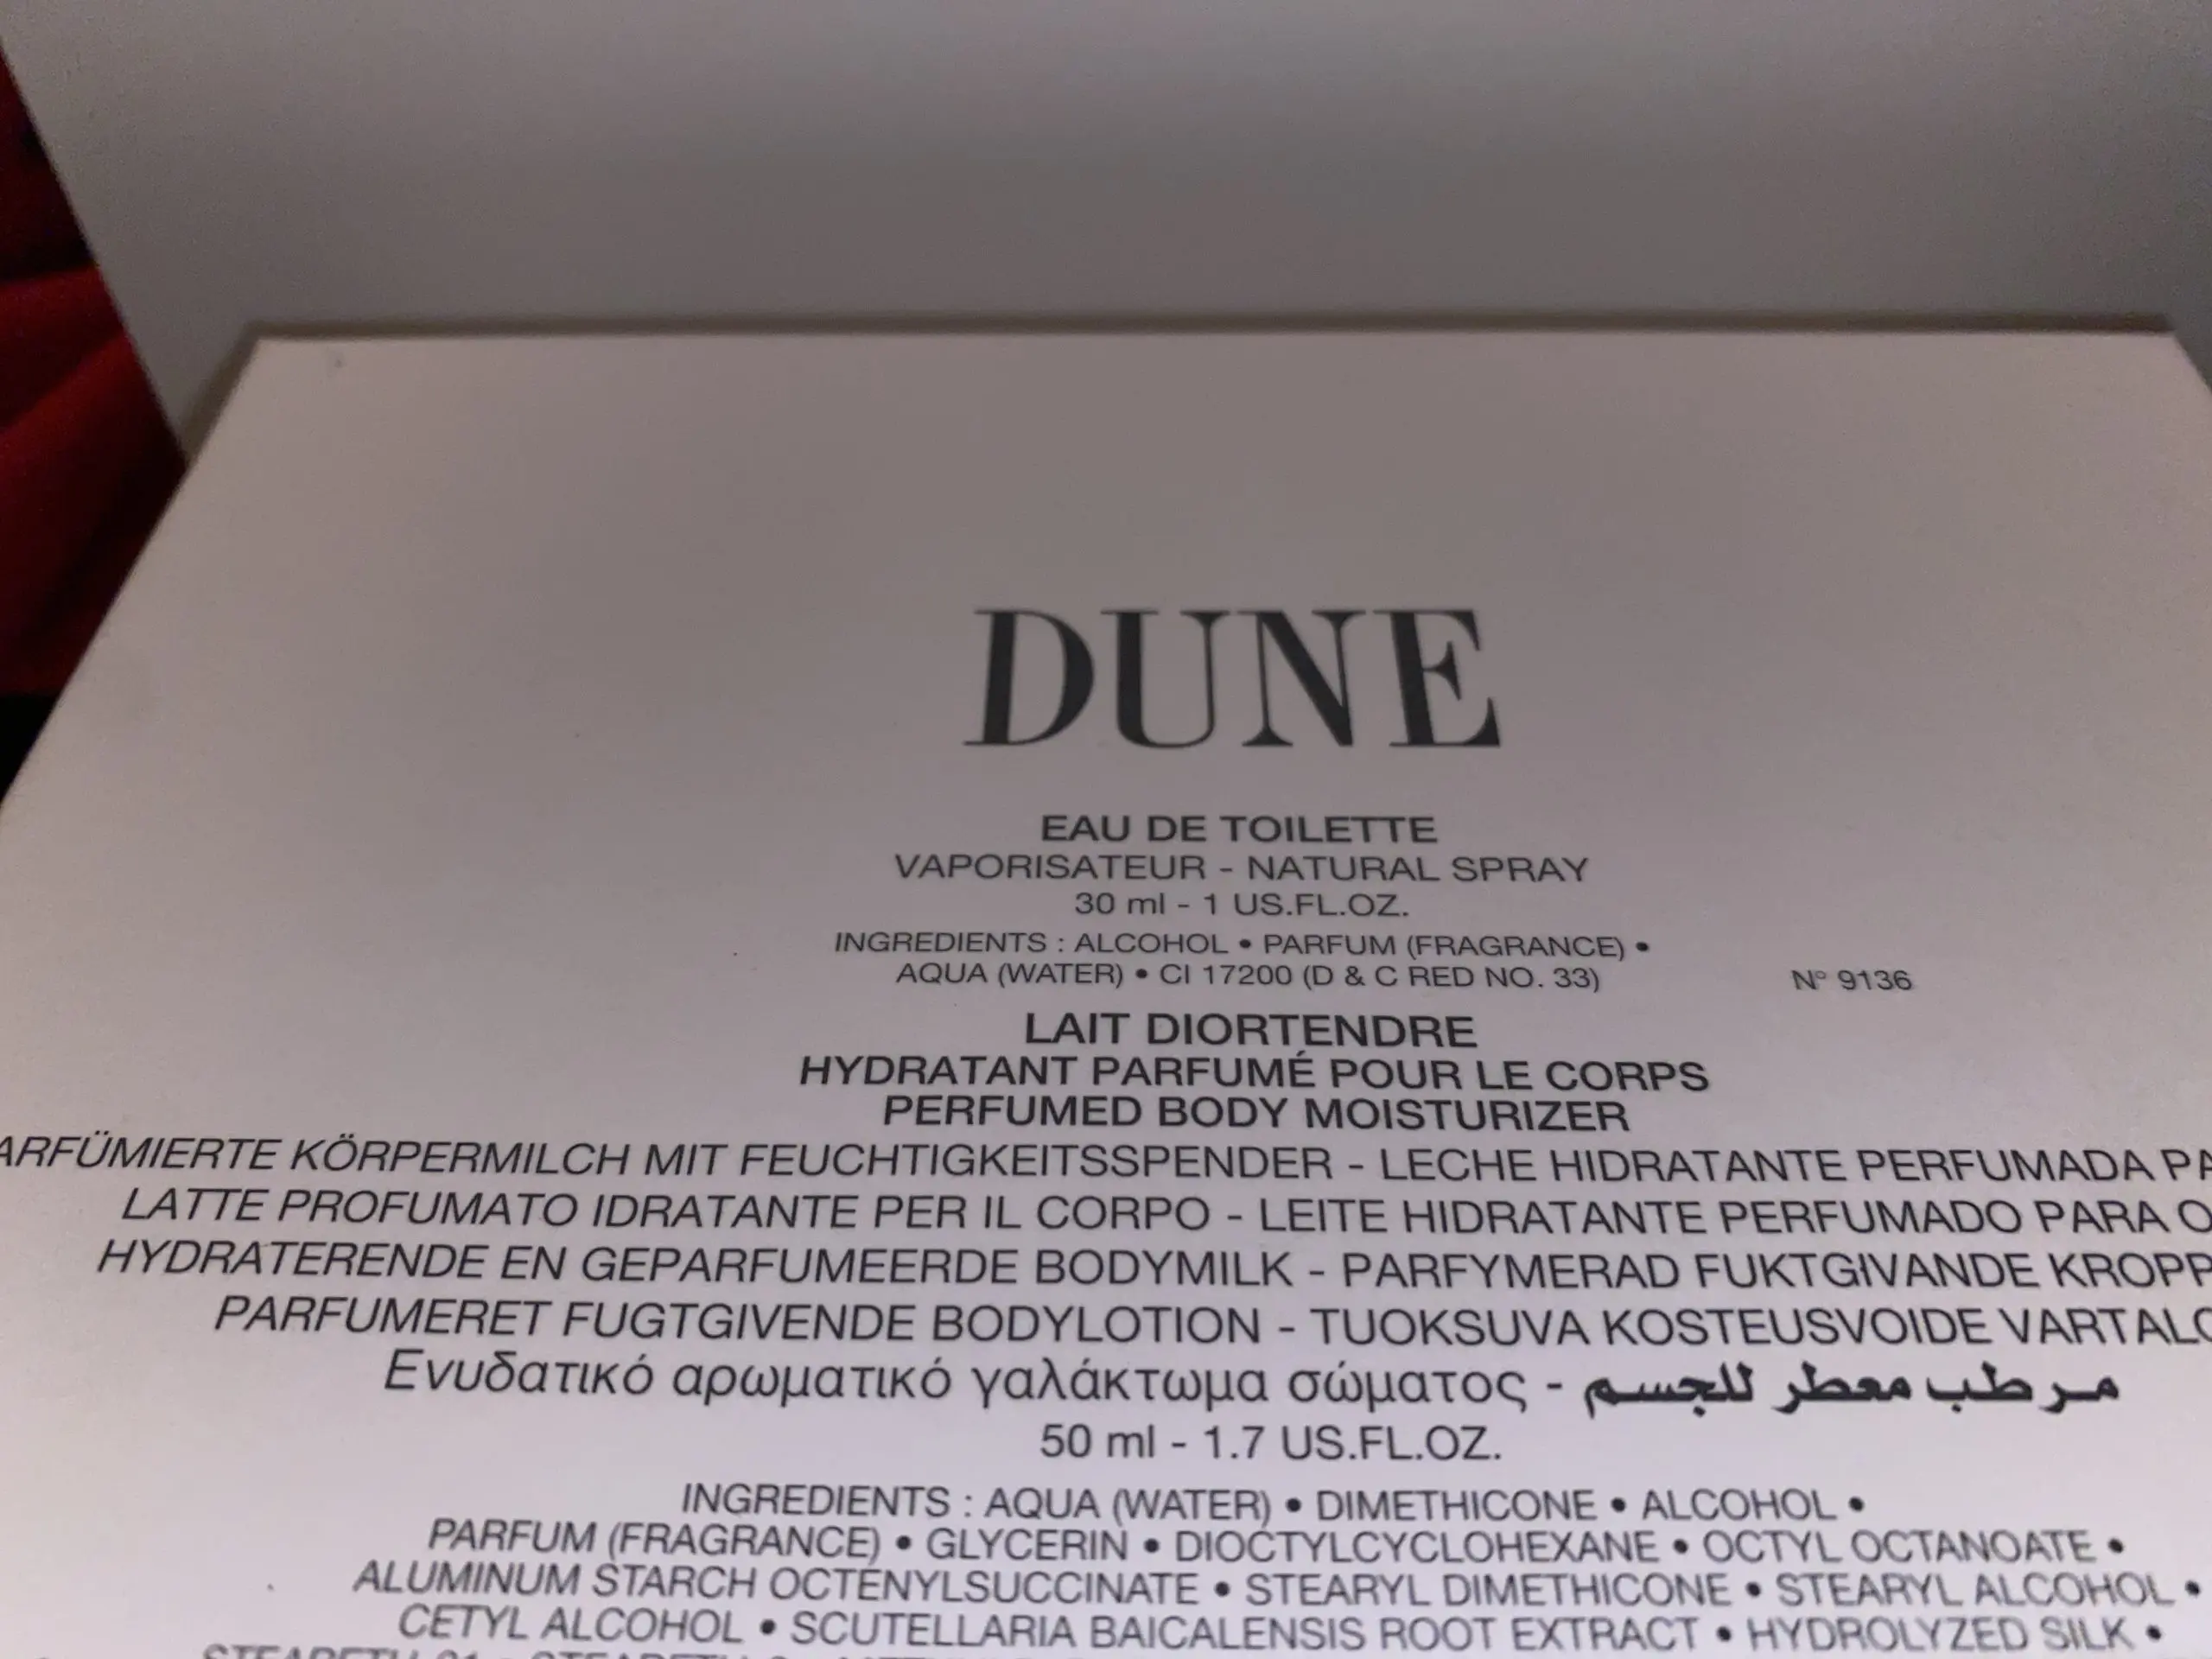 DUNE
EAU DE TOILETTE
VAPORISATEUR - NATURAL SPRAY
30 ml - 1 US.FL.OZ.
INGREDIENTS : ALCOHOL • PARFUM (FRAGRANCE) •
AQUA (WATER) • CI 17200 (D & C RED NO. 33)
N° 9136
LAIT DIORTENDRE
HYDRATANT PARFUMÉ POUR LE CORPS
PERFUMED BODY MOISTURIZER
ARFÜMIERTE KÖRPERMILCH MIT FEUCHTIGKEITSSPENDER - LECHE HIDRATANTE PERFUMADA PA
LATTE PROFUMATO IDRATANTE PER IL CORPO - LEITE HIDRATANTE PERFUMADO PARA O
HYDRATERENDE EN GEPARFUMEERDE BODYMILK - PARFYMERAD FUKTGIVANDE KROPP
PARFUMERET FUGTGIVENDE BODYLOTION - TUOKSUVA KOSTEUSVOIDE VARTALO
Ενυδατικό αρωματικό γαλάκτωμα σώματος - مرطب معطر للجسم
50 ml - 1.7 US.FL.OZ.
INGREDIENTS : AQUA (WATER) • DIMETHICONE • ALCOHOL •
PARFUM (FRAGRANCE) • GLYCERIN • DIOCTYLCYCLOHEXANE • OCTYL OCTANOATE •
ALUMINUM STARCH OCTENYLSUCCINATE • STEARYL DIMETHICONE • STEARYL ALCOHOL •
CETYL ALCOHOL • SCUTELLARIA BAICALENSIS ROOT EXTRACT • HYDROLYZED SILK •